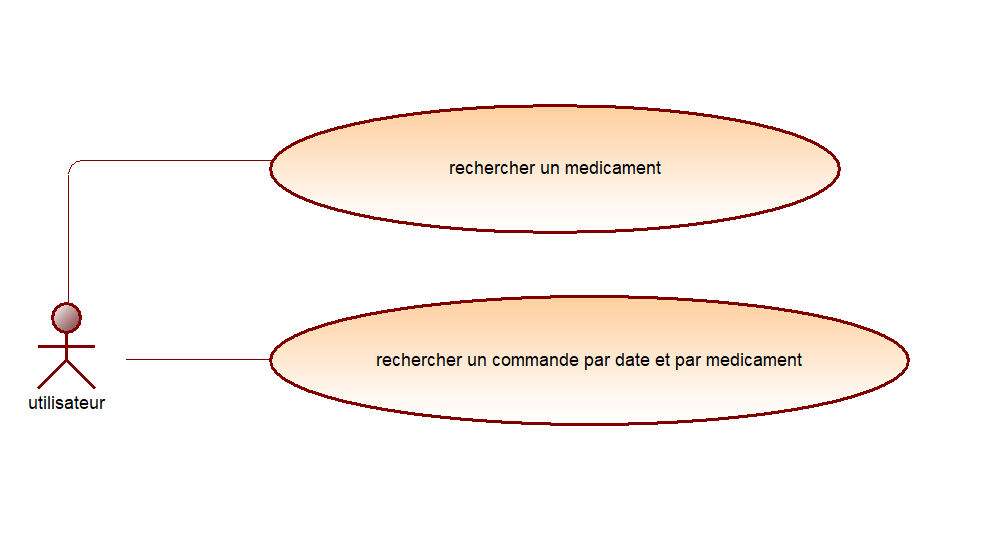 rechercher un medicament
rechercher un commande par date et par medicament
utilisateur